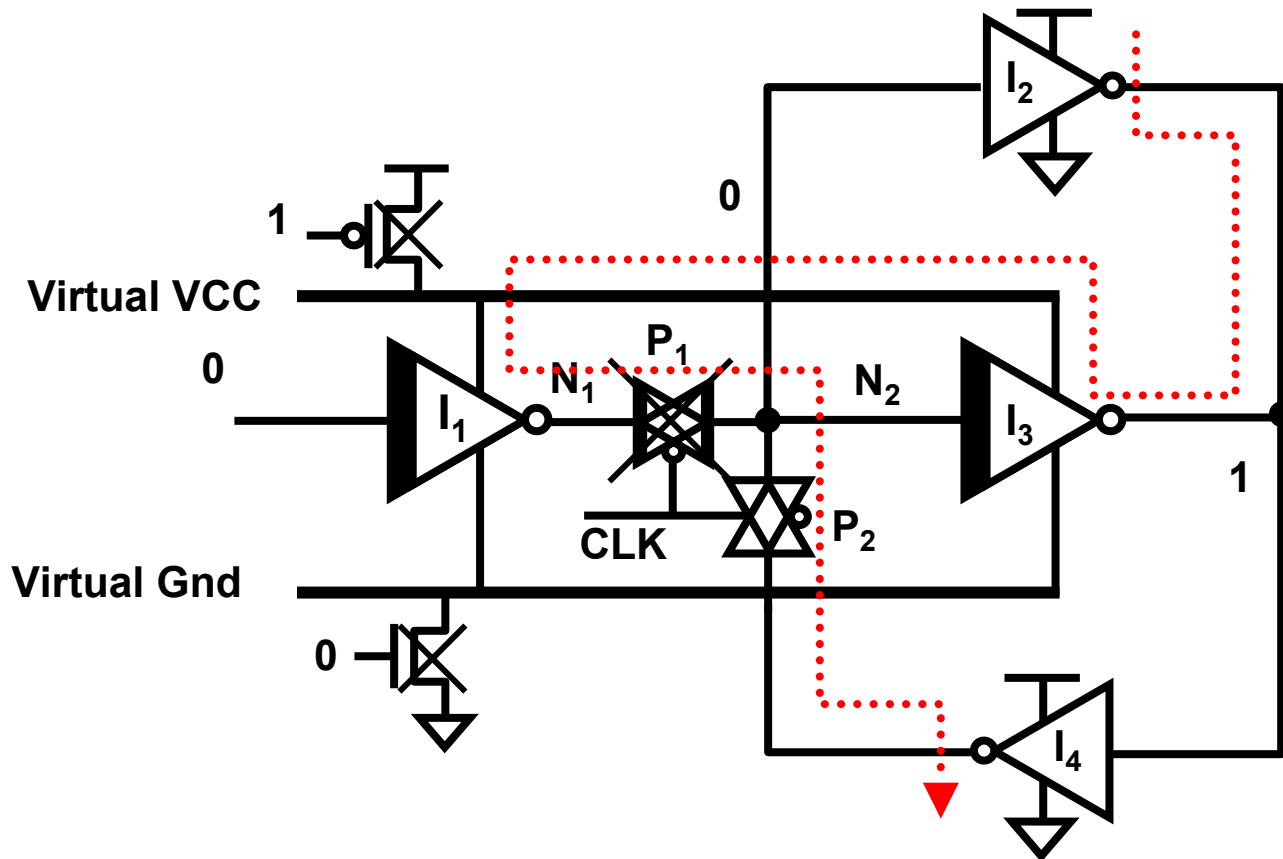 I₂
0
1
Virtual VCC
0
P₁
N₁
N₂
I₁
I₃
1
CLK
P₂
Virtual Gnd
0
I₄